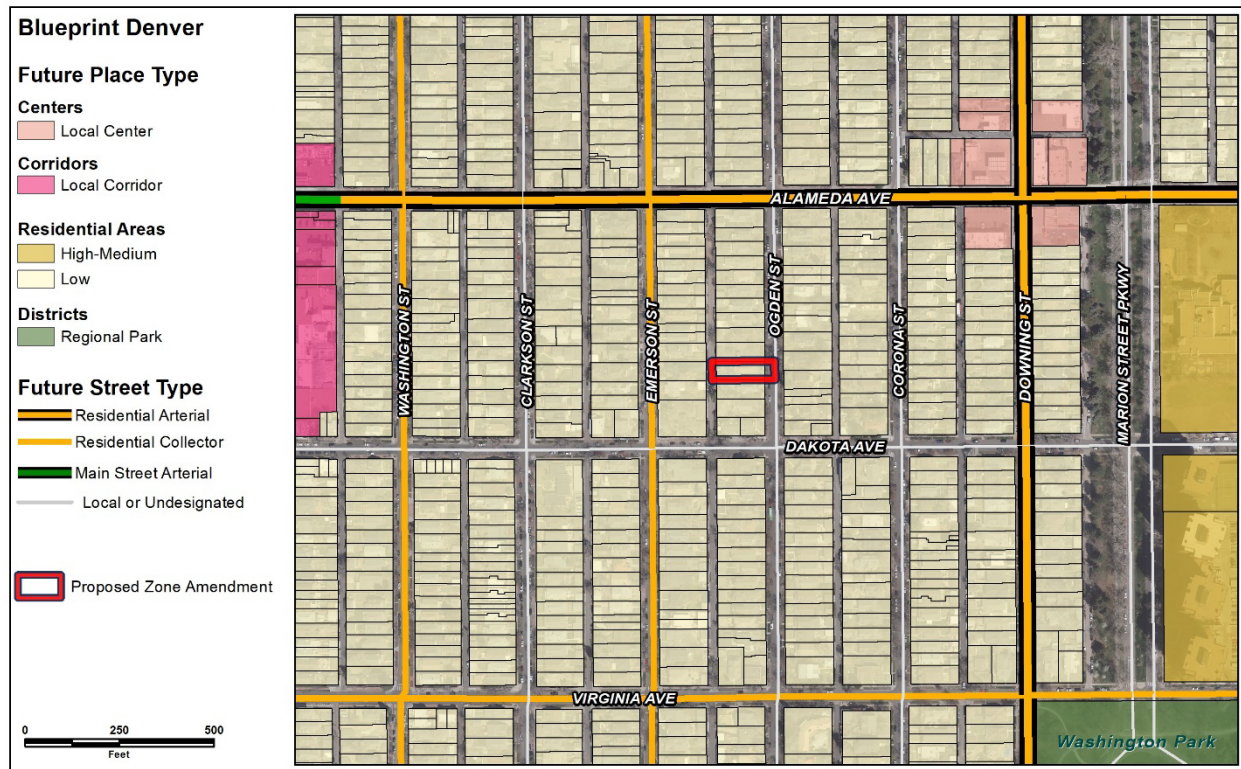 Blueprint Denver
Future Place Type
Centers
Local Center
Corridors
Local Corridor
Residential Areas
High-Medium
Low
Districts
Regional Park
Future Street Type
Residential Arterial
Residential Collector
Main Street Arterial
Local or Undesignated
Proposed Zone Amendment
0 250 500
Feet
ALAMEDA AVE
WASHINGTON ST
CLARKSON ST
EMERSON ST
OGDEN ST
CORONA ST
DOWNING ST
MARION STREET PKWY
DAKOTA AVE
VIRGINIA AVE
Washington Park